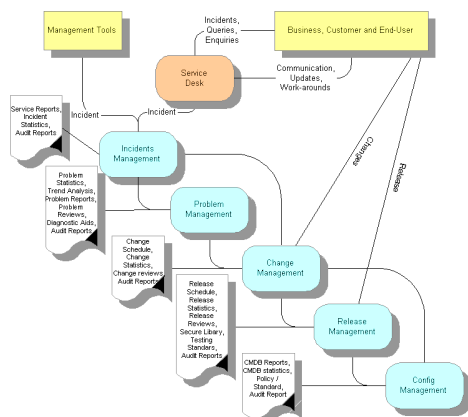 Management Tools
Incidents,
Queries,
Enquiries
Business, Customer and End-User
Service
Desk
Communication,
Updates,
Work-arounds
Incident
Incident
Service Reports,
Incident
Statistics,
Audit Reports
Incidents
Management
Changes
Release
Problem
Statistics,
Trend Analysis,
Problem Reports,
Problem
Reviews,
Diagnostic Aids,
Audit Reports
Problem
Management
Change
Schedule,
Change
Statistics,
Change reviews,
Audit Reports
Change
Management
Release
Schedule,
Release
Statistics,
Release
Reviews,
Secure Libary,
Testing
Standars,
Audit Reports
Release
Management
CMDB Reports,
CMDB statistics,
Policy /
Standard,
Audit Report
Config
Management